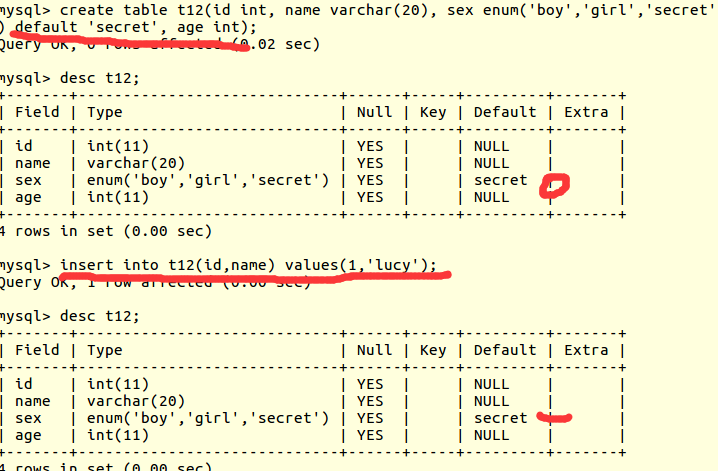 mysql> create table t12(id int, name varchar(20), sex enum('boy','girl','secret'
) default 'secret', age int);
Query OK, 0 rows affected (0.02 sec)
mysql> desc t12;
+-------+-----------------------------+------+-----+---------+-------+
| Field | Type                        | Null | Key | Default | Extra |
+-------+-----------------------------+------+-----+---------+-------+
| id    | int(11)                     | YES  |     | NULL    |       |
| name  | varchar(20)                 | YES  |     | NULL    |       |
| sex   | enum('boy','girl','secret') | YES  |     | secret  |       |
| age   | int(11)                     | YES  |     | NULL    |       |
+-------+-----------------------------+------+-----+---------+-------+
4 rows in set (0.00 sec)
mysql> insert into t12(id,name) values(1,'lucy');
Query OK, 1 row affected (0.00 sec)
mysql> desc t12;
+-------+-----------------------------+------+-----+---------+-------+
| Field | Type                        | Null | Key | Default | Extra |
+-------+-----------------------------+------+-----+---------+-------+
| id    | int(11)                     | YES  |     | NULL    |       |
| name  | varchar(20)                 | YES  |     | NULL    |       |
| sex   | enum('boy','girl','secret') | YES  |     | secret  |       |
| age   | int(11)                     | YES  |     | NULL    |       |
+-------+-----------------------------+------+-----+---------+-------+
4 rows in set (0.00 sec)